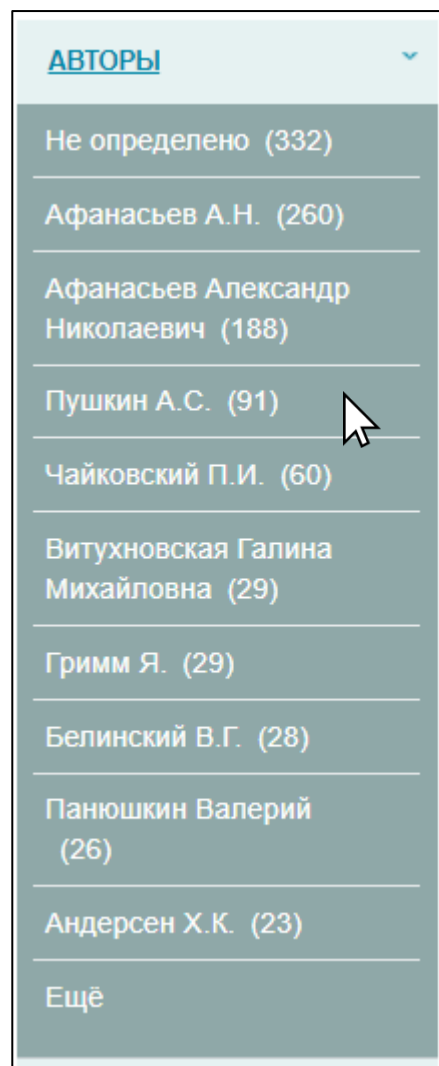 АВТОРЫ
Не определено (332)
Афанасьев А.Н. (260)
Афанасьев Александр
Николаевич (188)
Пушкин А.С. (91)
Чайковский П.И. (60)
Витухновская Галина
Михайловна (29)
Гримм Я. (29)
Белинский В.Г. (28)
Панюшкин Валерий
(26)
Андерсен Х.К. (23)
Ещё